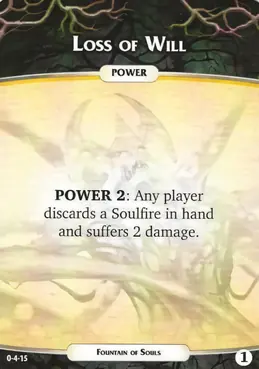 LOSS OF WILL
POWER
POWER 2: Any player
discards a Soulfire in hand
and suffers 2 damage.
0-4-15
FOUNTAIN OF SOULS
1